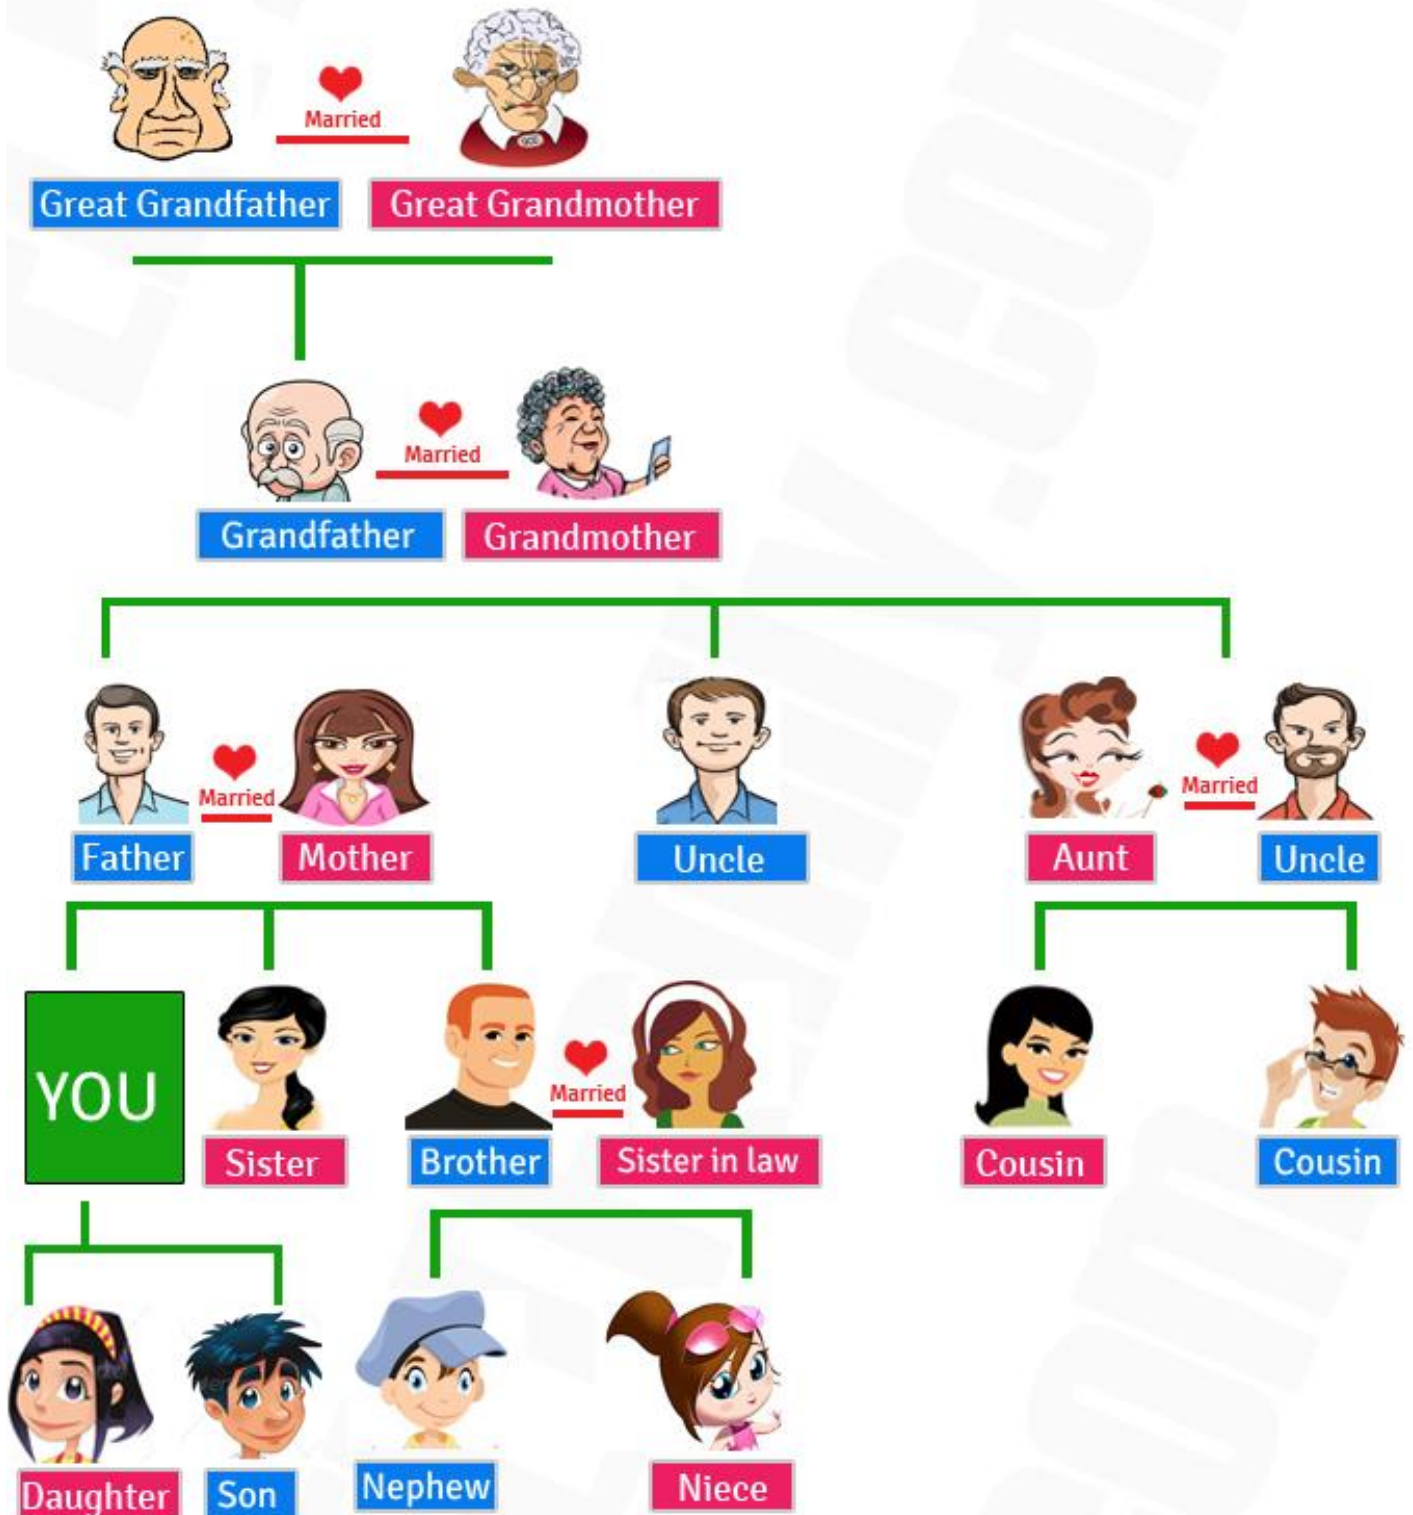 Married
Great Grandfather
Great Grandmother
Married
Grandfather
Grandmother
Married
Married
Father
Mother
Uncle
Aunt
Uncle
YOU
Married
Sister
Brother
Sister in law
Cousin
Cousin
Daughter
Son
Nephew
Niece